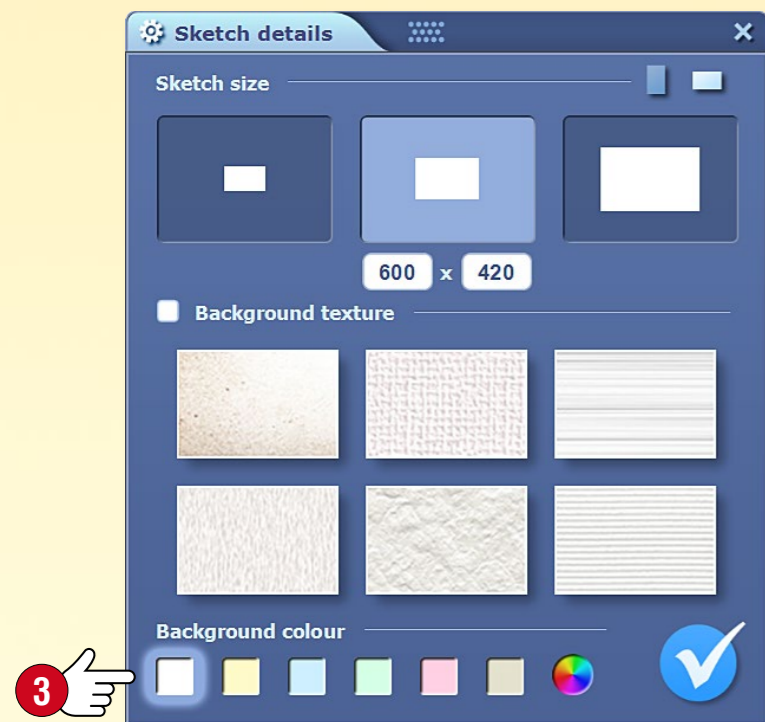 Sketch details
Sketch size
600 x 420
Background texture
Background colour
3